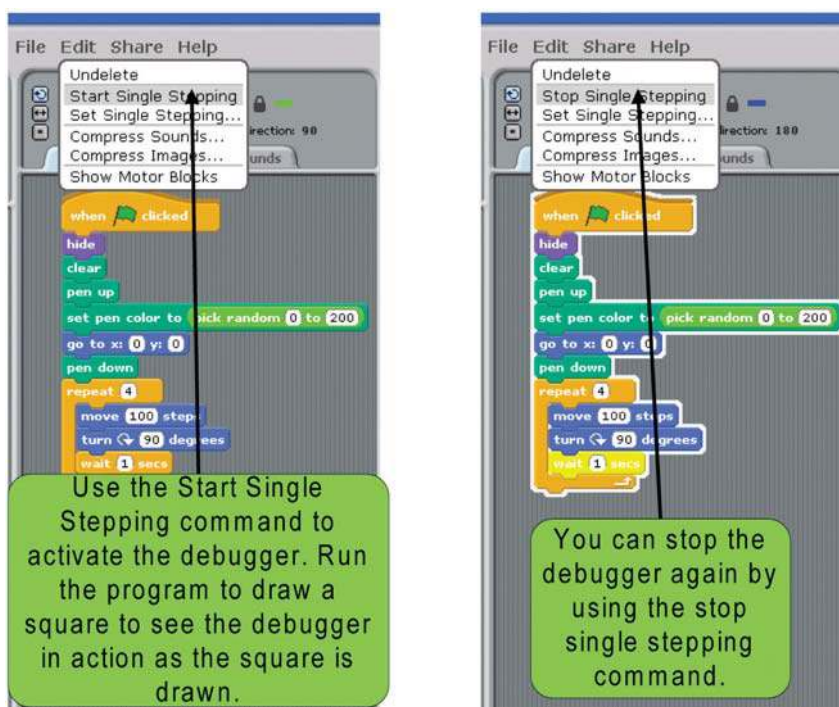 File Edit Share Help
Undelete
Start Single Stepping
Set Single Stepping...
Compress Sounds...
Compress Images...
Show Motor Blocks
direction: 90
when clicked
hide
clear
pen up
set pen color to pick random 0 to 200
go to x: 0 y: 0
pen down
repeat 4
move 100 steps
turn 90 degrees
wait 1 secs
Use the Start Single
Stepping command to
activate the debugger. Run
the program to draw a
square to see the debugger
in action as the square is
drawn.
File Edit Share Help
Undelete
Stop Single Stepping
Set Single Stepping...
Compress Sounds...
Compress Images...
Show Motor Blocks
direction: 180
when clicked
hide
clear
pen up
set pen color to pick random 0 to 200
go to x: 0 y: 0
pen down
repeat 4
move 100 steps
turn 90 degrees
wait 1 secs
You can stop the
debugger again by
using the stop
single stepping
command.